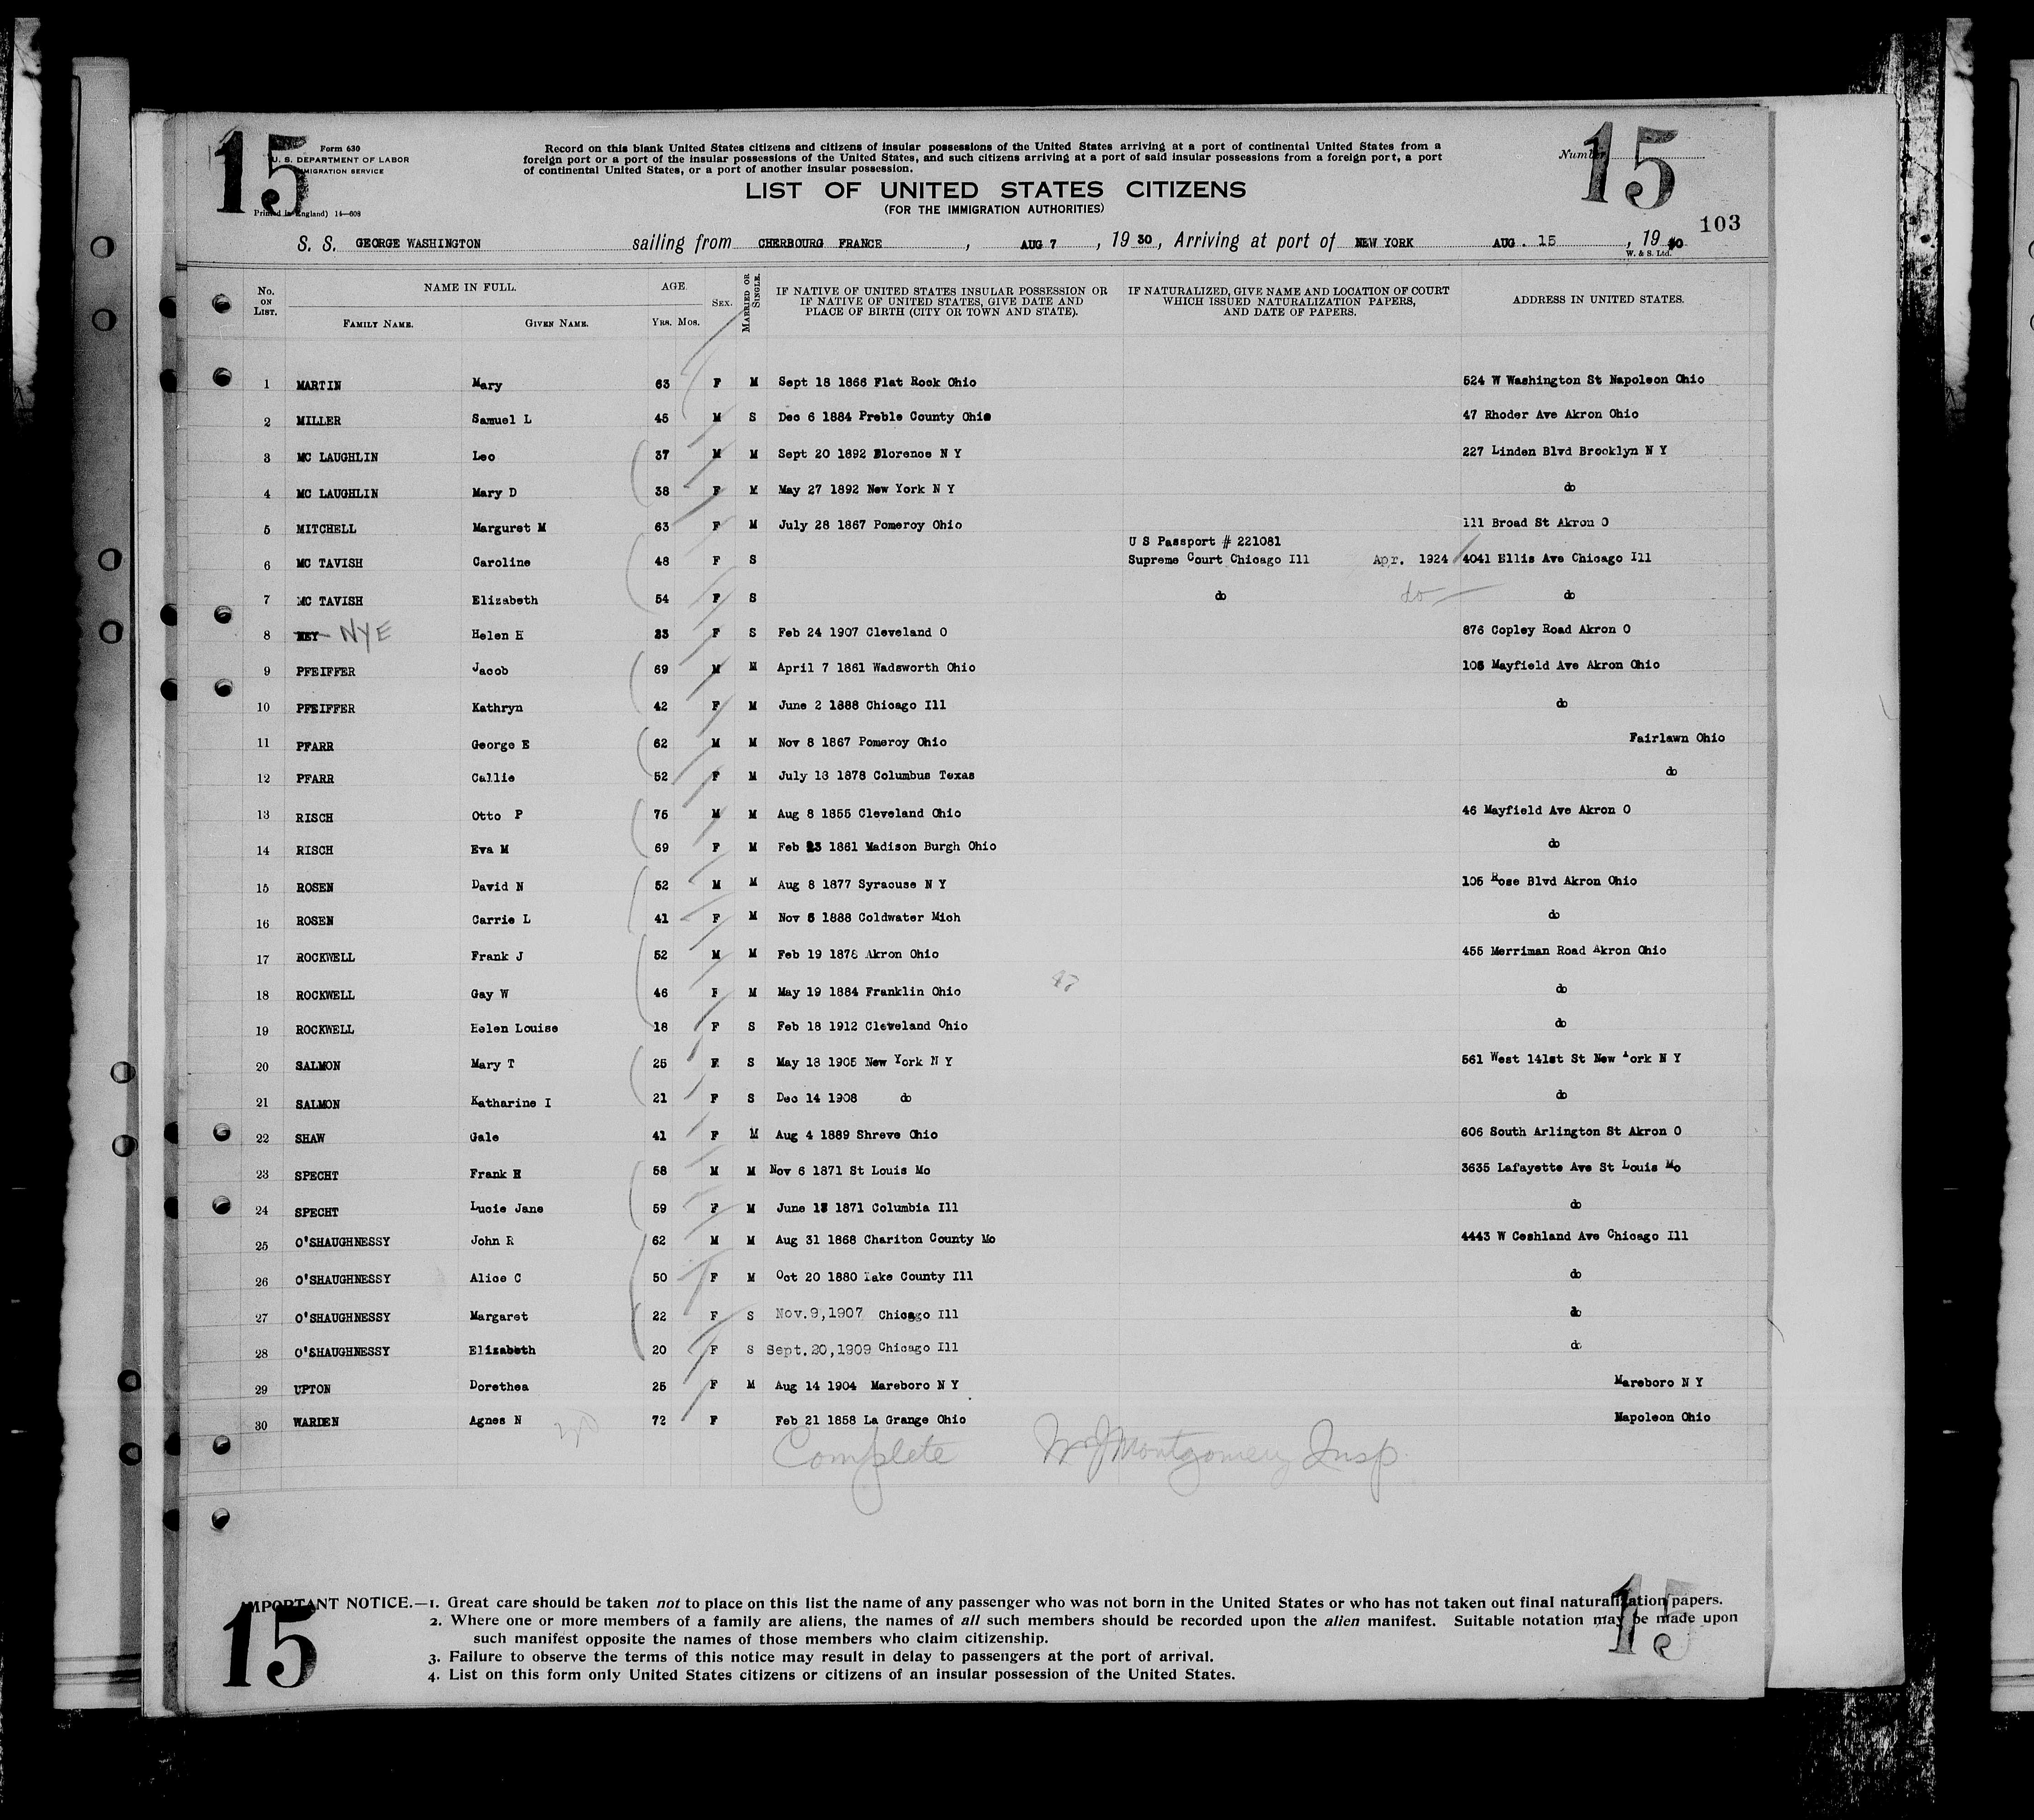 15
Form 630
U. S. DEPARTMENT OF LABOR
IMMIGRATION SERVICE
Printed in England) 14—608
Record on this blank United States citizens and citizens of insular possessions of the United States arriving at a port of continental United States from a
foreign port or a port of the insular possessions of the United States, and such citizens arriving at a port of said insular possessions from a foreign port, a port
of continental United States, or a port of another insular possession.
Number 15
LIST OF UNITED STATES CITIZENS
(FOR THE IMMIGRATION AUTHORITIES)
103
S. S. GEORGE WASHINGTON sailing from CHERBOURG FRANCE , AUG 7 , 19 30 , Arriving at port of NEW YORK AUG. 15 , 19
W. & S. Ltd.
No. ON LIST. NAME IN FULL. FAMILY NAME. GIVEN NAME. AGE. YRS. MOS. SEX. MARRIED OR SINGLE. IF NATIVE OF UNITED STATES INSULAR POSSESSION OR IF NATIVE OF UNITED STATES, GIVE DATE AND PLACE OF BIRTH (CITY OR TOWN AND STATE). IF NATURALIZED, GIVE NAME AND LOCATION OF COURT WHICH ISSUED NATURALIZATION PAPERS, AND DATE OF PAPERS. ADDRESS IN UNITED STATES.
1 MARTIN Mary 63 F M Sept 18 1866 Flat Rock Ohio 524 W Washington St Napoleon Ohio
2 MILLER Samuel L 45 M S Dec 6 1884 Preble County Ohio 47 Rhoder Ave Akron Ohio
3 MC LAUGHLIN Leo 37 M M Sept 20 1892 Florence N Y 227 Linden Blvd Brooklyn N Y
4 MC LAUGHLIN Mary D 38 F M May 27 1892 New York N Y do
5 MITCHELL Marguret M 63 F M July 28 1867 Pomeroy Ohio 111 Broad St Akron O
U S Passport # 221081
6 MC TAVISH Caroline 48 F S Supreme Court Chicago Ill Apr. 1924 4041 Ellis Ave Chicago Ill
7 MC TAVISH Elizabeth 54 F S do do do
8 NEY NYE Helen E 23 F S Feb 24 1907 Cleveland O 876 Copley Road Akron O
9 PFEIFFER Jacob 69 M M April 7 1861 Wadsworth Ohio 105 Mayfield Ave Akron Ohio
10 PFEIFFER Kathryn 42 F M June 2 1888 Chicago Ill do
11 PFARR George E 62 M M Nov 8 1867 Pomeroy Ohio Fairlawn Ohio
12 PFARR Callie 52 F M July 13 1878 Columbus Texas do
13 RISCH Otto P 75 M M Aug 8 1855 Cleveland Ohio 46 Mayfield Ave Akron O
14 RISCH Eva M 69 F M Feb 23 1861 Madison Burgh Ohio do
15 ROSEN David N 52 M M Aug 8 1877 Syracuse N Y 105 Rose Blvd Akron Ohio
16 ROSEN Carrie L 41 F M Nov 5 1888 Coldwater Mich do
17 ROCKWELL Frank J 52 M M Feb 19 1878 Akron Ohio 455 Merriman Road Akron Ohio
18 ROCKWELL Gay W 46 F M May 19 1884 Franklin Ohio do
19 ROCKWELL Helen Louise 18 F S Feb 18 1912 Cleveland Ohio do
20 SALMON Mary T 25 F S May 18 1905 New York N Y 561 West 141st St New York N Y
21 SALMON Katharine I 21 F S Dec 14 1908 do do
22 SHAW Gale 41 F M Aug 4 1889 Shreve Ohio 606 South Arlington St Akron O
23 SPECHT Frank H 58 M M Nov 6 1871 St Louis Mo 3635 Lafayette Ave St Louis Mo
24 SPECHT Lucie Jane 59 F M June 13 1871 Columbia Ill do
25 O'SHAUGHNESSY John R 62 M M Aug 31 1868 Chariton County Mo 4443 W Ceshland Ave Chicago Ill
26 O'SHAUGHNESSY Alice C 50 F M Oct 20 1880 Lake County Ill do
27 O'SHAUGHNESSY Margaret 22 F S Nov.9,1907 Chicago Ill do
28 O'SHAUGHNESSY Elizabeth 20 F S Sept.20,1909 Chicago Ill do
29 UPTON Dorethea 25 F M Aug 14 1904 Mareboro N Y Mareboro N Y
30 WARDEN Agnes N 72 F Feb 21 1858 La Grange Ohio Napoleon Ohio
Complete W J Montgomery Insp.
IMPORTANT NOTICE.—1. Great care should be taken not to place on this list the name of any passenger who was not born in the United States or who has not taken out final naturalization papers.
2. Where one or more members of a family are aliens, the names of all such members should be recorded upon the alien manifest. Suitable notation may be made upon
such manifest opposite the names of those members who claim citizenship.
3. Failure to observe the terms of this notice may result in delay to passengers at the port of arrival.
4. List on this form only United States citizens or citizens of an insular possession of the United States.
15
15